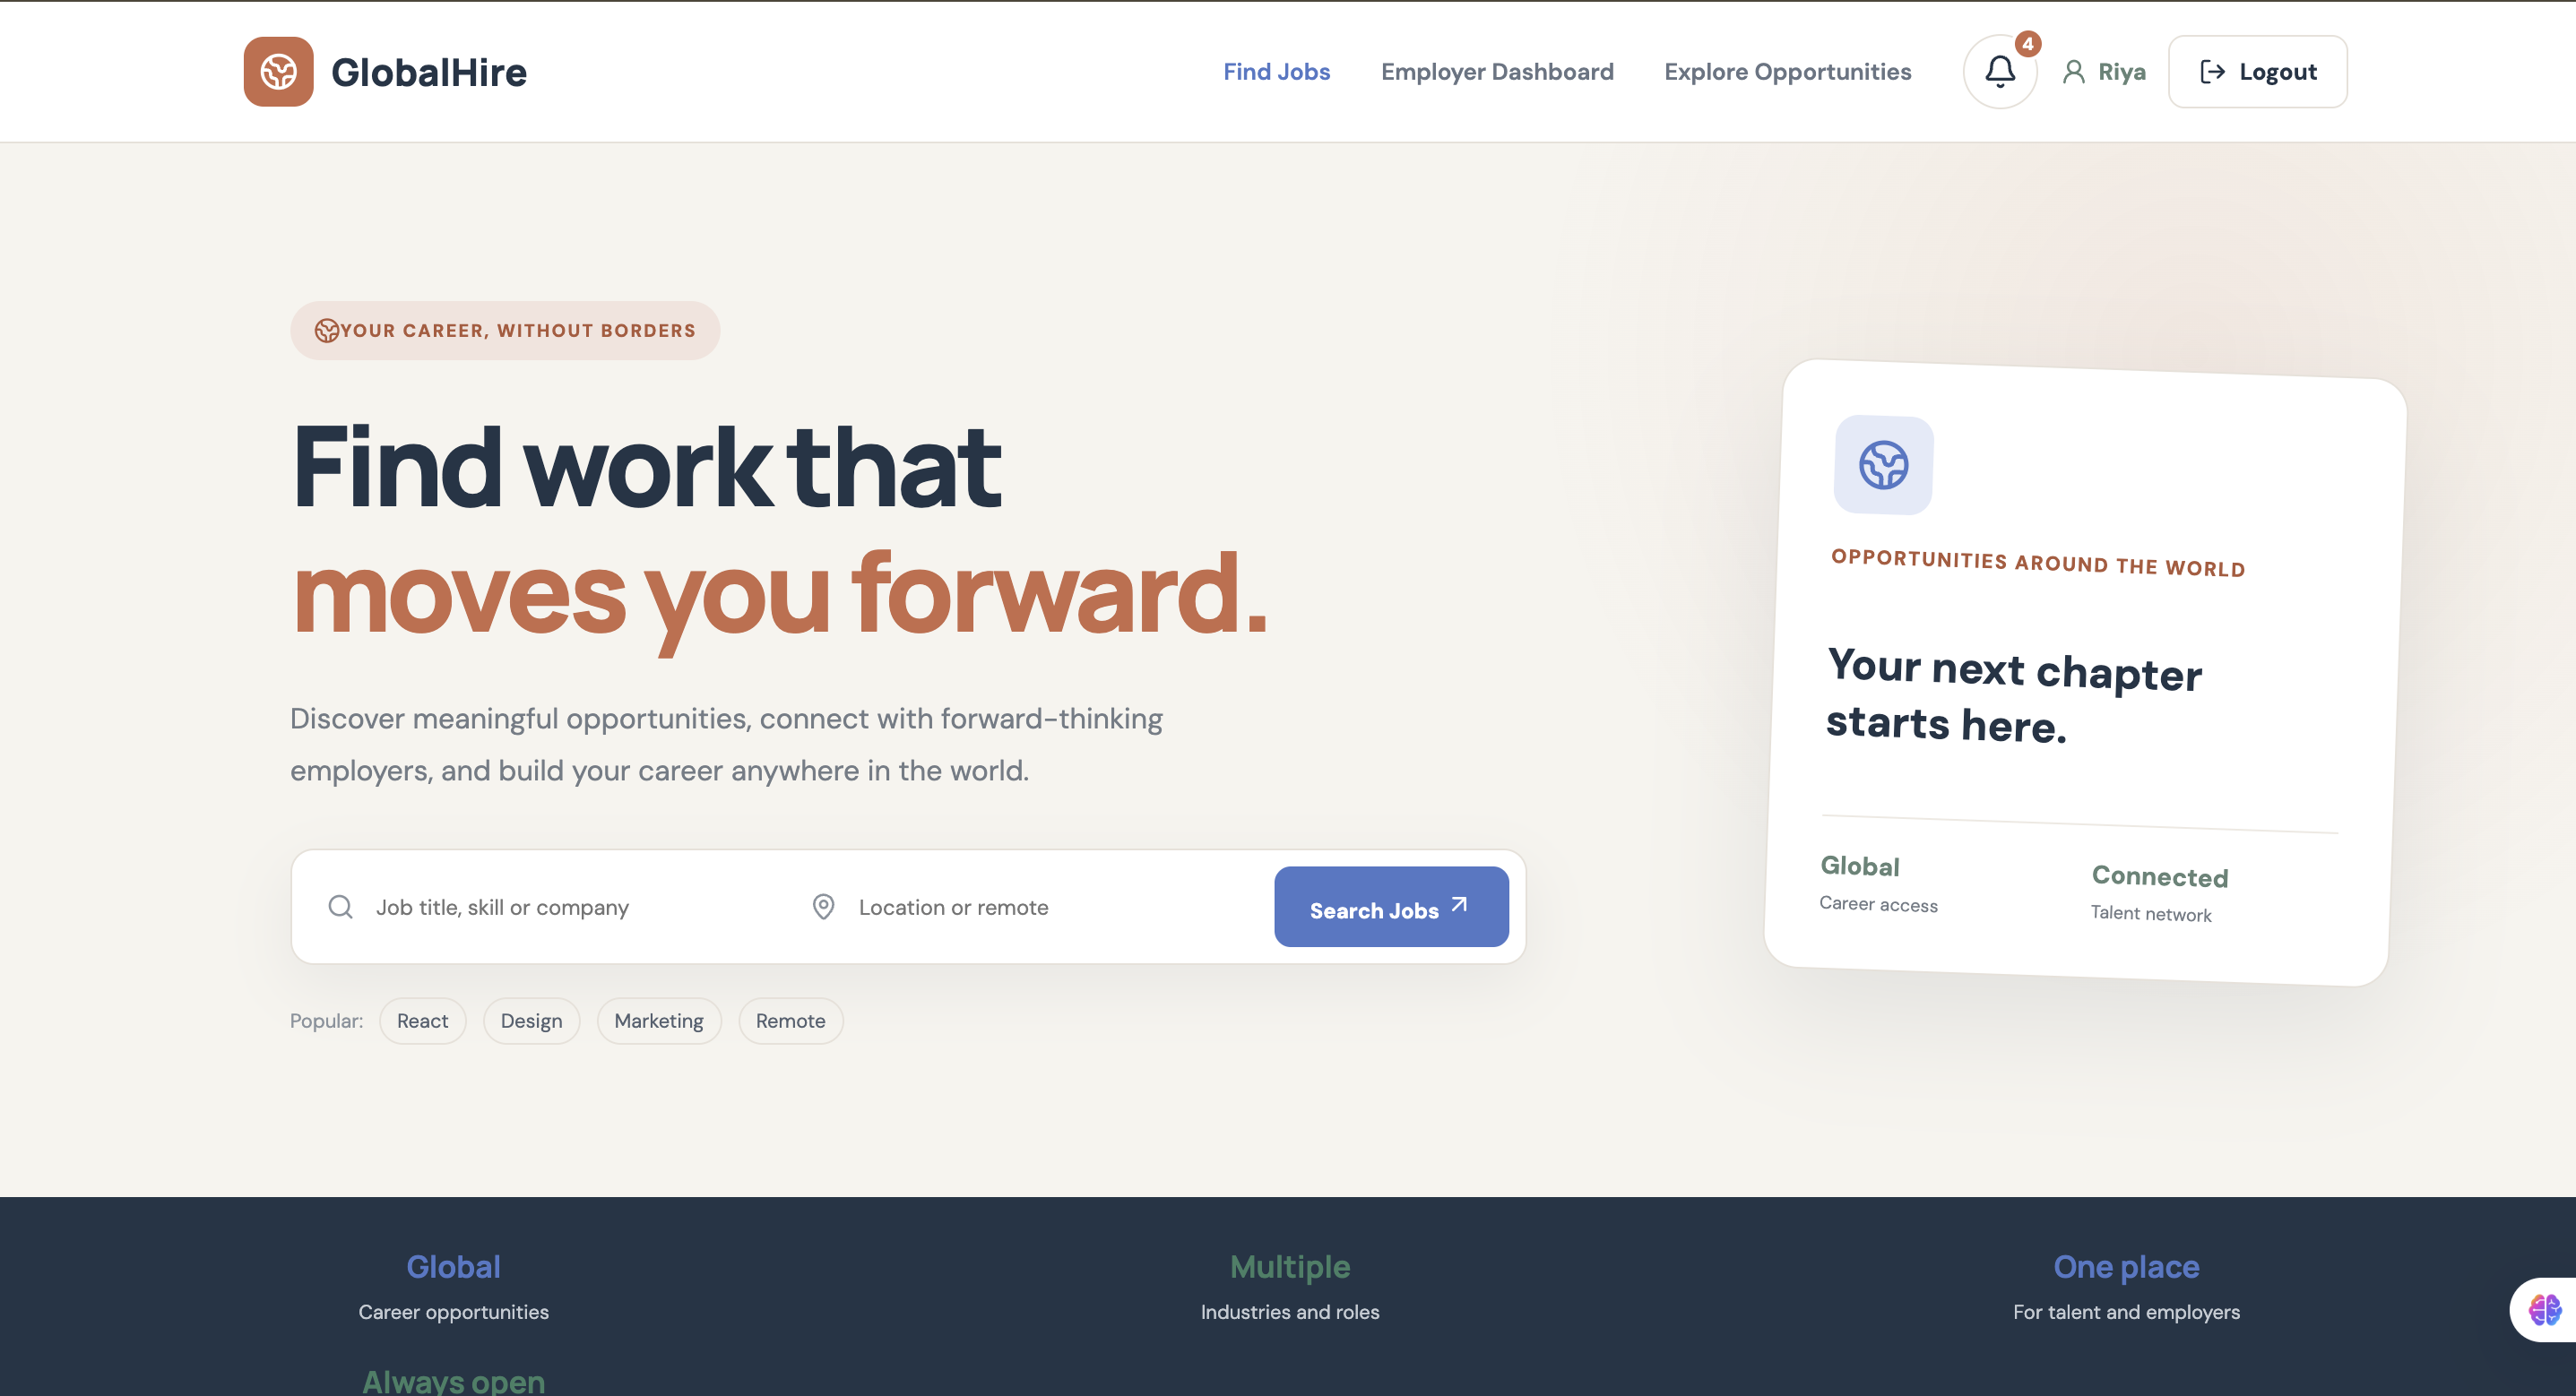 GlobalHire
Find Jobs
Employer Dashboard
Explore Opportunities
4
Riya
Logout
YOUR CAREER, WITHOUT BORDERS
Find work that
moves you forward.
Discover meaningful opportunities, connect with forward-thinking
employers, and build your career anywhere in the world.
Job title, skill or company
Location or remote
Search Jobs
Popular:
React
Design
Marketing
Remote
OPPORTUNITIES AROUND THE WORLD
Your next chapter
starts here.
Global
Career access
Connected
Talent network
Global
Career opportunities
Multiple
Industries and roles
One place
For talent and employers
Always open